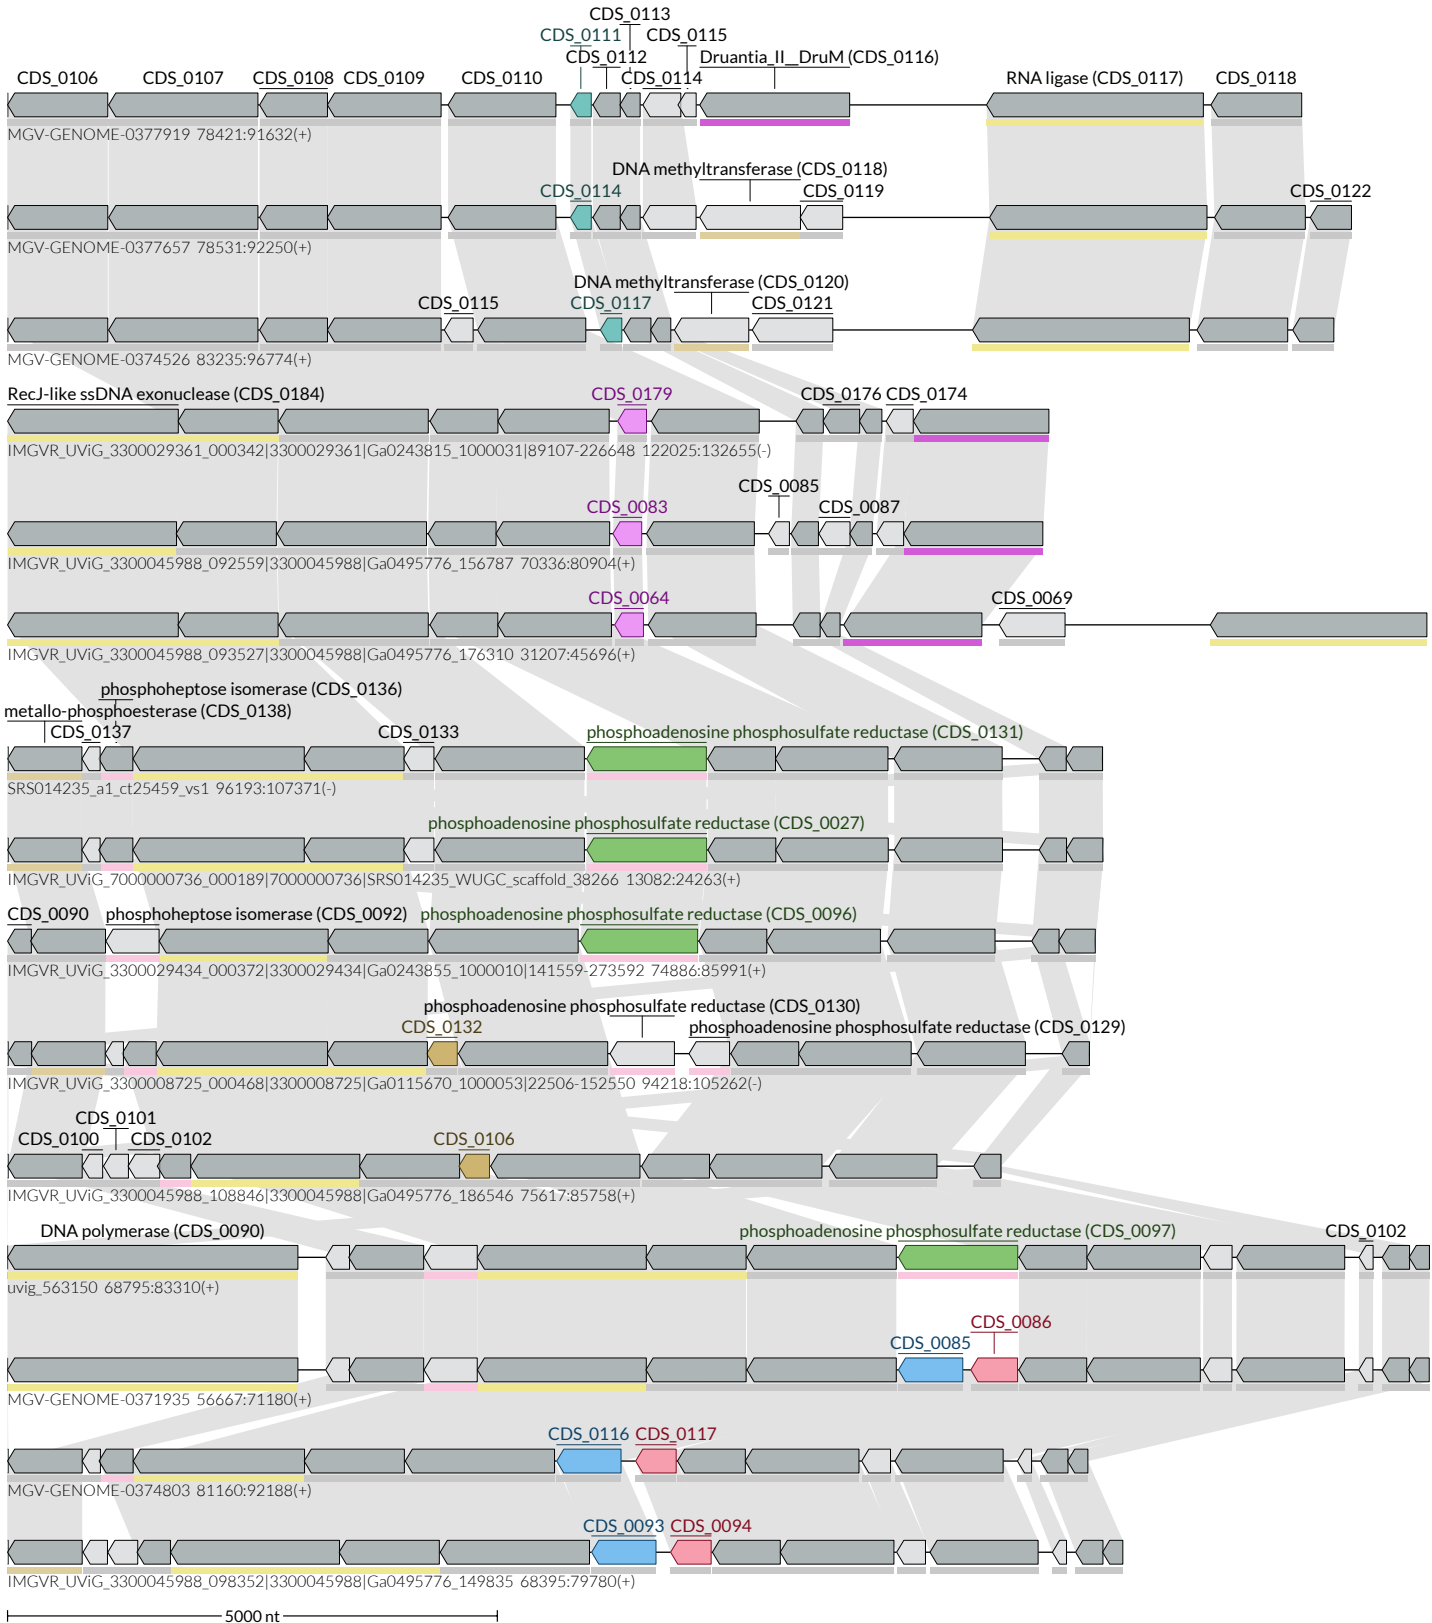 CDS_0113
CDS_0111 CDS_0115
CDS_0112 Druantia_II__DruM (CDS_0116)
CDS_0106 CDS_0107 CDS_0108 CDS_0109 CDS_0110 CDS_0114 RNA ligase (CDS_0117) CDS_0118
MGV-GENOME-0377919 78421:91632(+)
DNA methyltransferase (CDS_0118)
CDS_0114 CDS_0119 CDS_0122
MGV-GENOME-0377657 78531:92250(+)
DNA methyltransferase (CDS_0120)
CDS_0115 CDS_0117 CDS_0121
MGV-GENOME-0374526 83235:96774(+)
RecJ-like ssDNA exonuclease (CDS_0184) CDS_0179 CDS_0176 CDS_0174
IMGVR_UViG_3300029361_000342|3300029361|Ga0243815_1000031|89107-226648 122025:132655(-)
CDS_0085
CDS_0083 CDS_0087
IMGVR_UViG_3300045988_092559|3300045988|Ga0495776_156787 70336:80904(+)
CDS_0064 CDS_0069
IMGVR_UViG_3300045988_093527|3300045988|Ga0495776_176310 31207:45696(+)
phosphoheptose isomerase (CDS_0136)
metallo-phosphoesterase (CDS_0138)
CDS_0137 CDS_0133 phosphoadenosine phosphosulfate reductase (CDS_0131)
SRS014235_a1_ct25459_vs1 96193:107371(-)
phosphoadenosine phosphosulfate reductase (CDS_0027)
IMGVR_UViG_7000000736_000189|7000000736|SRS014235_WUGC_scaffold_38266 13082:24263(+)
CDS_0090 phosphoheptose isomerase (CDS_0092) phosphoadenosine phosphosulfate reductase (CDS_0096)
IMGVR_UViG_3300029434_000372|3300029434|Ga0243855_1000010|141559-273592 74886:85991(+)
phosphoadenosine phosphosulfate reductase (CDS_0130)
CDS_0132 phosphoadenosine phosphosulfate reductase (CDS_0129)
IMGVR_UViG_3300008725_000468|3300008725|Ga0115670_1000053|22506-152550 94218:105262(-)
CDS_0101
CDS_0100 CDS_0102 CDS_0106
IMGVR_UViG_3300045988_108846|3300045988|Ga0495776_186546 75617:85758(+)
DNA polymerase (CDS_0090) phosphoadenosine phosphosulfate reductase (CDS_0097) CDS_0102
uvig_563150 68795:83310(+)
CDS_0086
CDS_0085
MGV-GENOME-0371935 56667:71180(+)
CDS_0116 CDS_0117
MGV-GENOME-0374803 81160:92188(+)
CDS_0093 CDS_0094
IMGVR_UViG_3300045988_098352|3300045988|Ga0495776_149835 68395:79780(+)
5000 nt